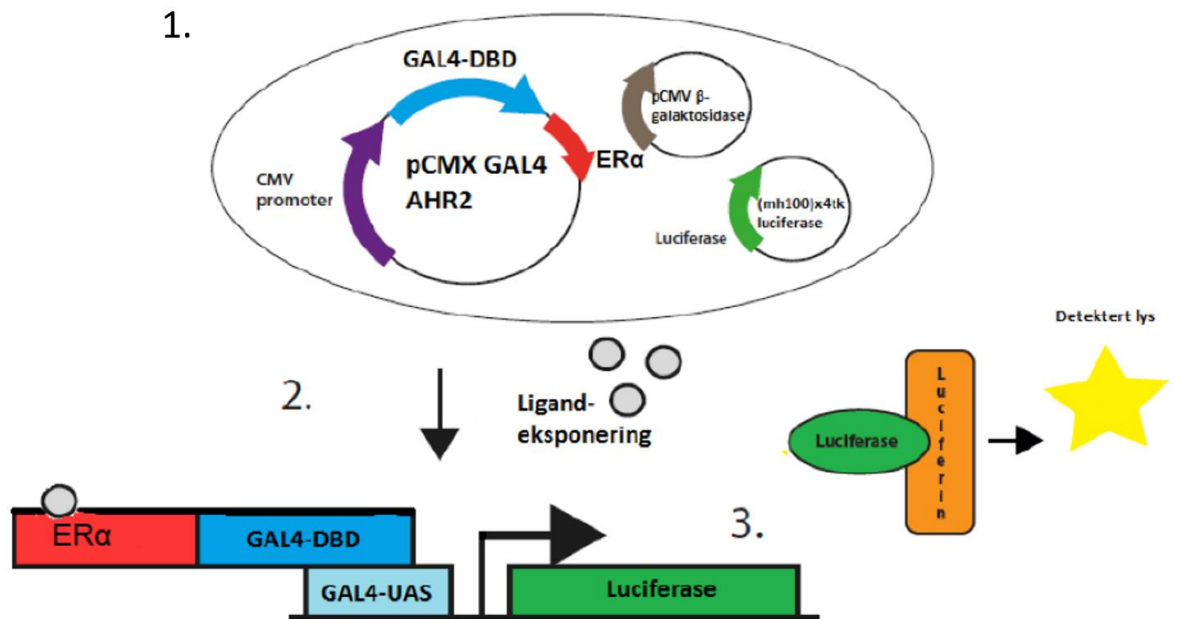 1.
GAL4-DBD
pCMV β-
galaktosidase
ERα
pCMX GAL4
AHR2
CMV
promoter
(mh100)x4tk
luciferase
Luciferase
Detektert lys
2.
Ligand-
eksponering
Luciferase
Luciferin
3.
ERα
GAL4-DBD
GAL4-UAS
Luciferase